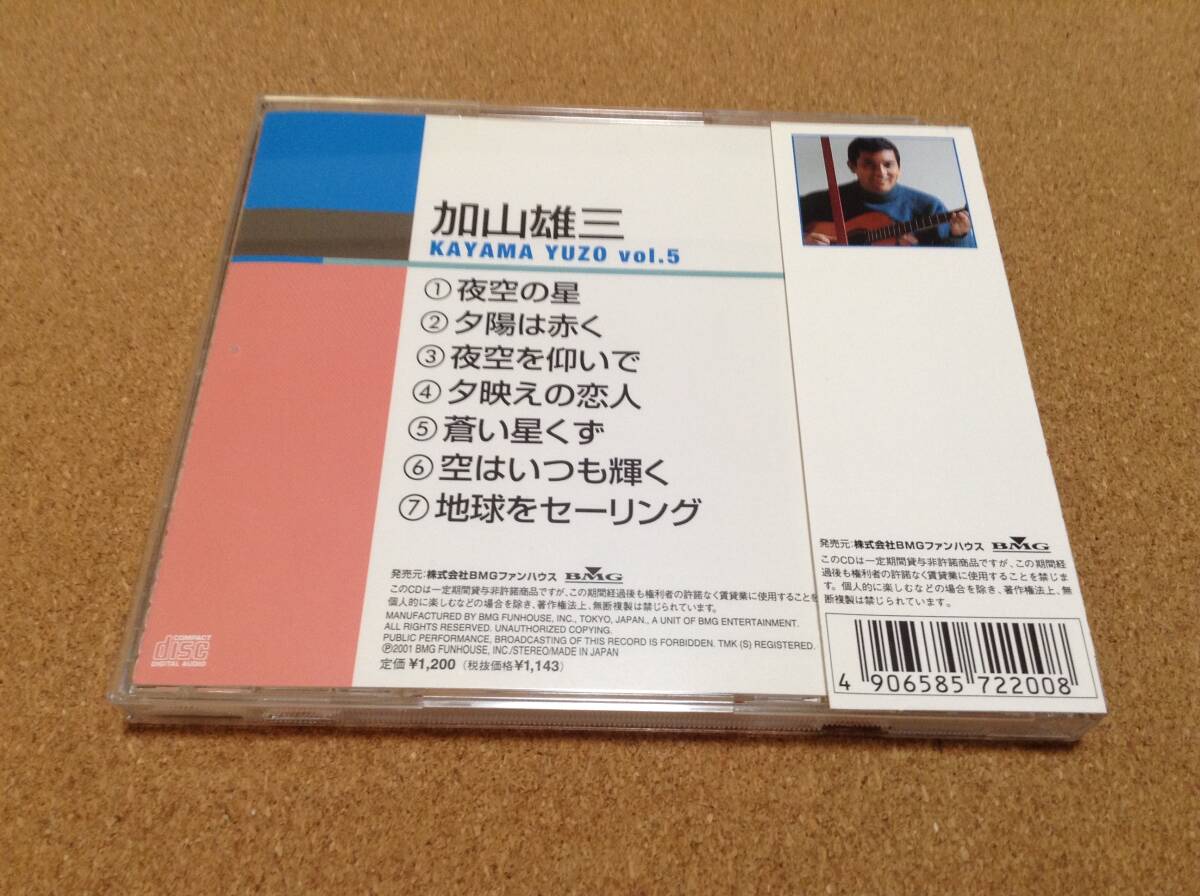 加山雄三
KAYAMA YUZO vol.5
①夜空の星
②夕陽は赤く
③夜空を仰いで
④夕映えの恋人
⑤蒼い星くず
⑥空はいつも輝く
⑦地球をセーリング
発売元:株式会社BMGファンハウス BMG
このCDは一定期間貸与非許諾商品ですが、この期間経過後も権利者の許諾なく賃貸業に使用することを
個人的に楽しむなどの場合を除き、著作権法上、無断複製は禁じられています。
MANUFACTURED BY BMG FUNHOUSE, INC., TOKYO, JAPAN., A UNIT OF BMG ENTERTAINMENT.
ALL RIGHTS RESERVED. UNAUTHORIZED COPYING.
PUBLIC PERFORMANCE, BROADCASTING OF THIS RECORD IS FORBIDDEN. TMK (S) REGISTERED.
Ⓟ2001 BMG FUNHOUSE, INC./STEREO/MADE IN JAPAN
定価 ¥1,200 (税抜価格¥1,143)
COMPACT
disc
DIGITAL AUDIO
発売元:株式会社BMGファンハウス BMG
このCDは一定期間貸与非許諾商品ですが、この期間経
過後も権利者の許諾なく賃貸業に使用することを禁じま
す。個人的に楽しむなどの場合を除き、著作権法上、無
断複製は禁じられています。
4 906585 722008